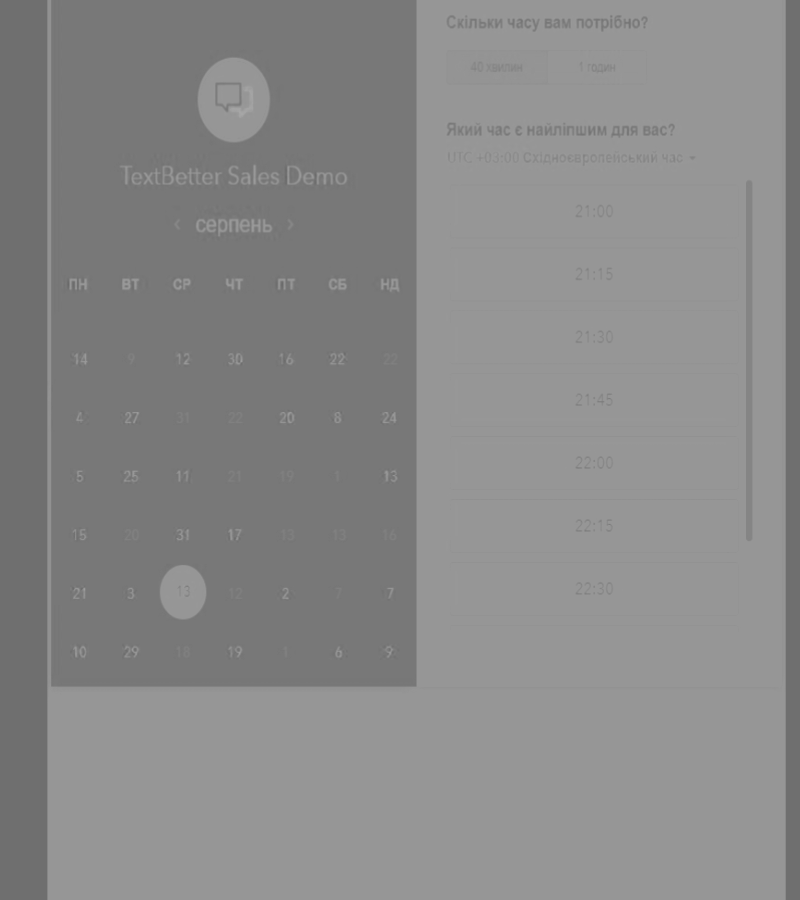 TextBetter Sales Demo
‹ серпень ›
ПН ВТ СР ЧТ ПТ СБ НД
14 9 12 30 16 22 22
4 27 31 22 20 8 24
5 25 11 21 19 1 13
15 20 31 17 13 13 16
21 3 13 12 2 7 7
10 29 18 19 1 6 9
Скільки часу вам потрібно?
40 хвилин 1 годин
Який час є найліпшим для вас?
UTC +03:00 Східноєвропейський час
21:00
21:15
21:30
21:45
22:00
22:15
22:30